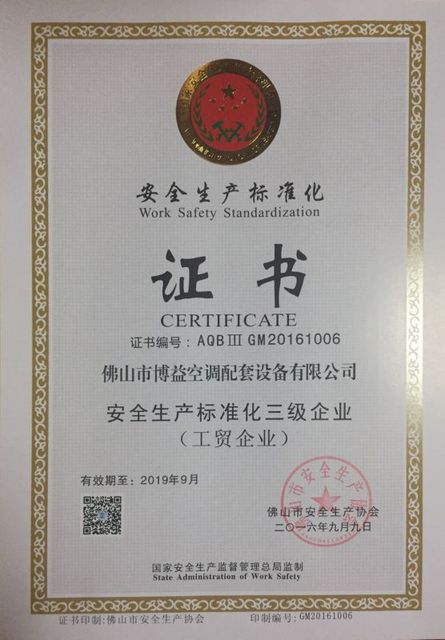 安全生产标准化
Work Safety Standardization
证书
CERTIFICATE
证书编号：AQBⅢGM20161006
佛山市博益空调配套设备有限公司
安全生产标准化三级企业
（工贸企业）
有效期至：2019年9月
佛山市安全生产协会
二〇一六年九月九日
国家安全生产监督管理总局监制
State Administration of Work Safety
证书印制:佛山市安全生产协会 印制编号:GM20161006